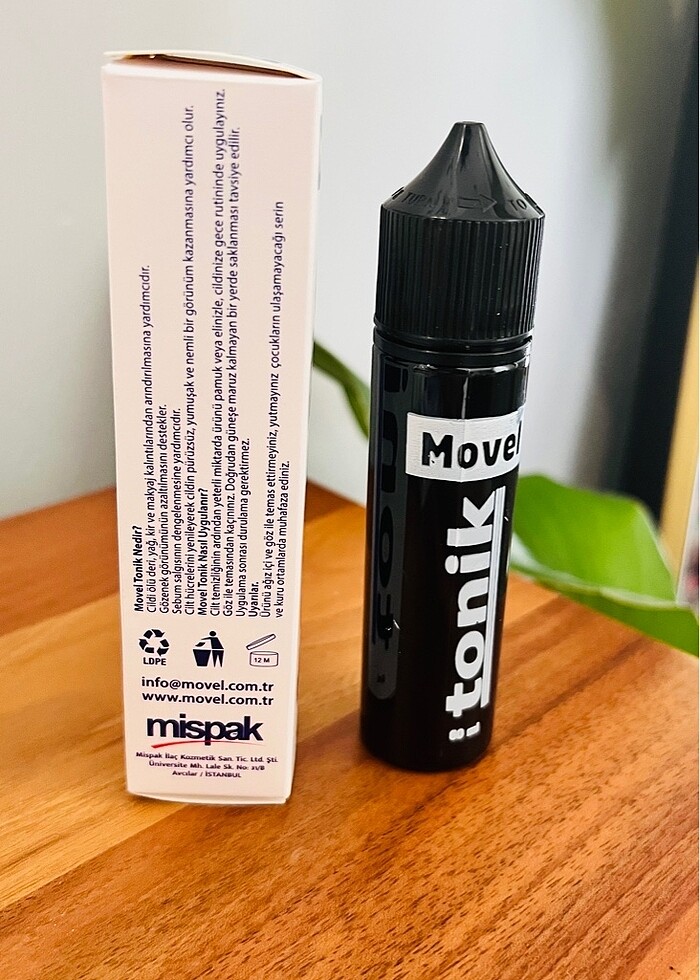 Movel Tonik Nedir?
Cildi ölü deri, yağ, kir ve makyaj kalıntılarından arındırılmasına yardımcıdır.
Gözenek görünümünün azaltılmasını destekler.
Sebum salgısının dengelenmesine yardımcıdır.
Cilt hücrelerini yenileyerek cildin pürüzsüz, yumuşak ve nemli bir görünüm kazanmasına yardımcı olur.
Movel Tonik Nasıl Uygulanır?
Cilt temizliğinin ardından yeterli miktarda ürünü pamuk veya elinizle, cildinize gece rutininde uygulayınız.
Göz ile temasından kaçınınız. Doğrudan güneşe maruz kalmayan bir yerde saklanması tavsiye edilir.
Uygulama sonrası durulama gerektirmez.
Uyarılar.
Ürünü ağız içi ve göz ile temas ettirmeyiniz, yutmayınız çocukların ulaşamayacağı serin
ve kuru ortamlarda muhafaza ediniz.
LDPE
12 M
info@movel.com.tr
www.movel.com.tr
mispak
Mispak İlaç Kozmetik San. Tic. Ltd. Şti.
Üniversite Mh. Lale Sk. No: 21/B
Avcılar / İSTANBUL
Movel
tonik